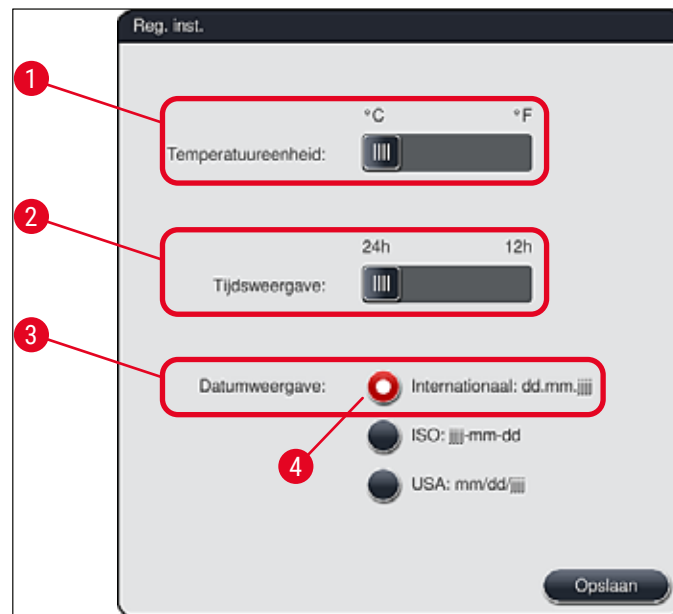 Reg. inst.
1
°C °F
Temperatuureenheid:
2
24h 12h
Tijdsweergave:
3
Datumweergave: Internationaal: dd.mm.jjjj
4
ISO: jjjj-mm-dd
USA: mm/dd/jjjj
Opslaan